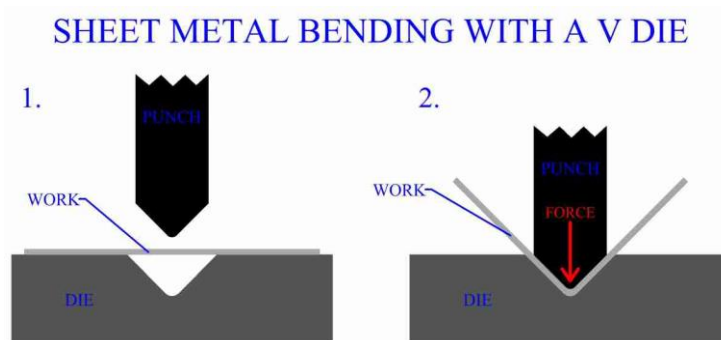 SHEET METAL BENDING WITH A V DIE
1.
PUNCH
WORK
DIE
2.
PUNCH
WORK
FORCE
DIE